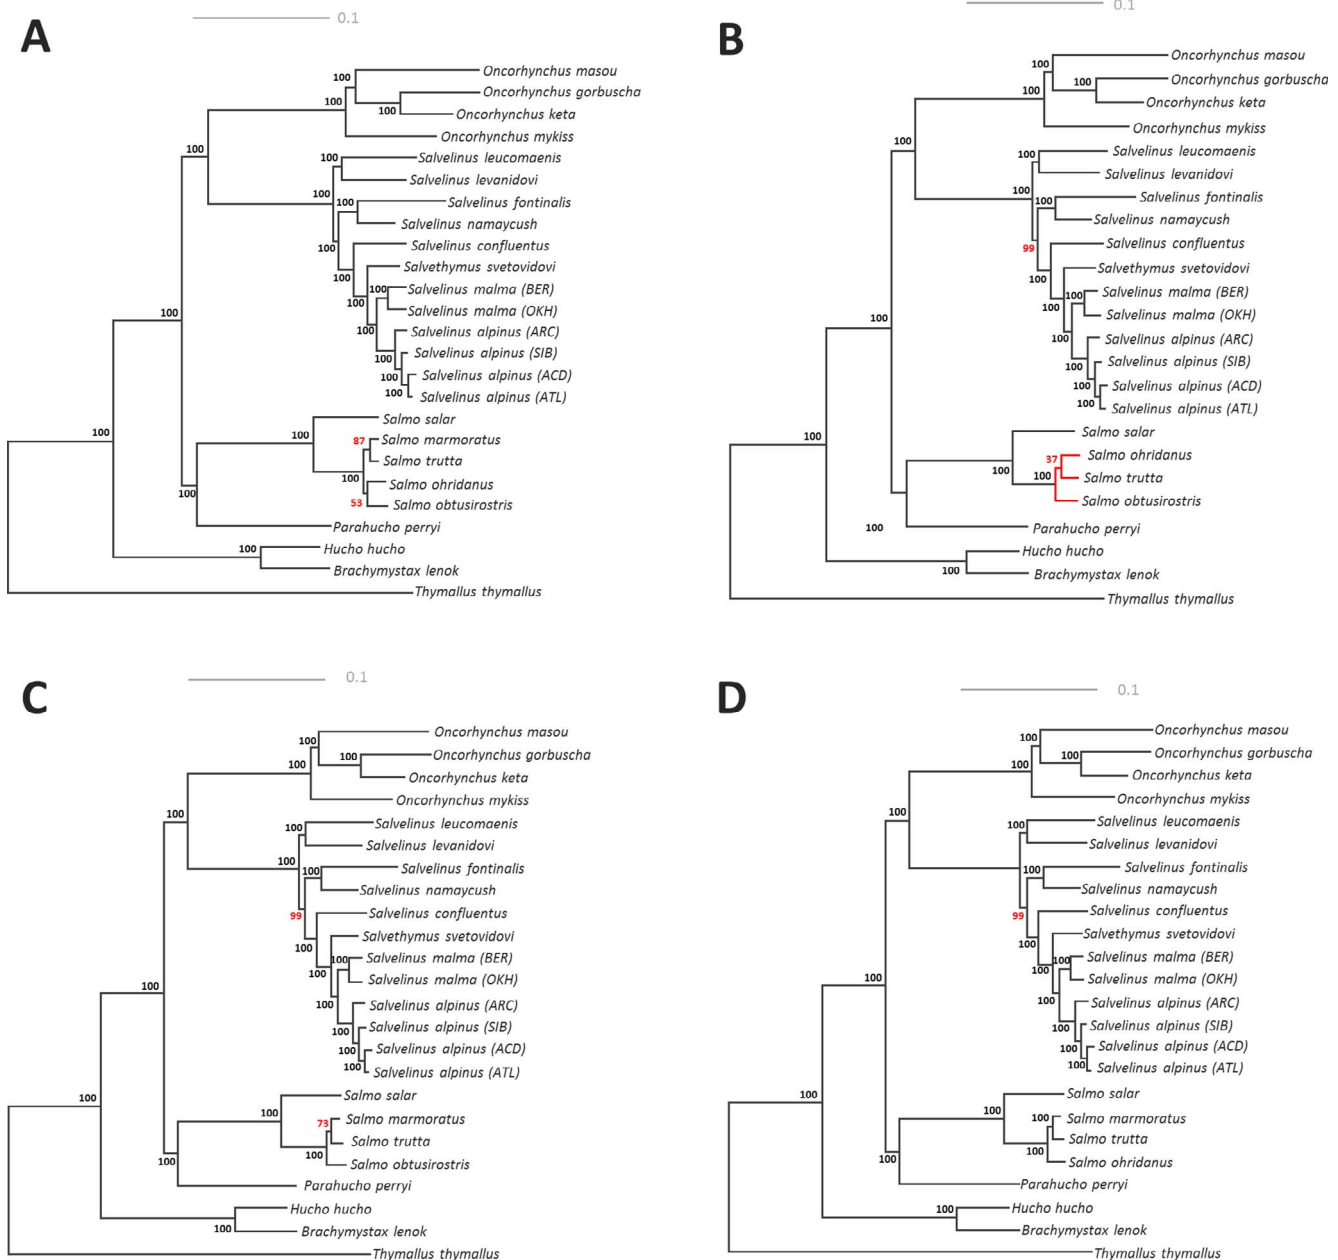 0.1
A
100
Oncorhynchus masou
100
Oncorhynchus gorbuscha
100
Oncorhynchus keta
Oncorhynchus mykiss
100
100
Salvelinus leucomaenis
Salvelinus levanidovi
100
100
Salvelinus fontinalis
Salvelinus namaycush
100
Salvelinus confluentus
100
Salvethymus svetovidovi
100
100
Salvelinus malma (BER)
Salvelinus malma (OKH)
100
Salvelinus alpinus (ARC)
100
Salvelinus alpinus (SIB)
100
Salvelinus alpinus (ACD)
100
Salvelinus alpinus (ATL)
100
Salmo salar
100
100
87
Salmo marmoratus
Salmo trutta
100
Salmo ohridanus
53
Salmo obtusirostris
100
Parahucho perryi
100
Hucho hucho
Brachymystax lenok
Thymallus thymallus
0.1
B
Oncorhynchus masou
100
Oncorhynchus gorbuscha
100
100
Oncorhynchus keta
Oncorhynchus mykiss
100
100
Salvelinus leucomaenis
Salvelinus levanidovi
100
100
Salvelinus fontinalis
Salvelinus namaycush
99
Salvelinus confluentus
100
Salvethymus svetovidovi
100
100
Salvelinus malma (BER)
Salvelinus malma (OKH)
100
Salvelinus alpinus (ARC)
100
Salvelinus alpinus (SIB)
100
Salvelinus alpinus (ACD)
100
Salvelinus alpinus (ATL)
100
Salmo salar
100
37
Salmo ohridanus
100
100
Salmo trutta
Salmo obtusirostris
100
Parahucho perryi
Hucho hucho
100
Brachymystax lenok
Thymallus thymallus
0.1
C
Oncorhynchus masou
100
Oncorhynchus gorbuscha
100
100
Oncorhynchus keta
Oncorhynchus mykiss
100
100
Salvelinus leucomaenis
Salvelinus levanidovi
100
100
Salvelinus fontinalis
Salvelinus namaycush
99
Salvelinus confluentus
100
Salvethymus svetovidovi
100
100
Salvelinus malma (BER)
Salvelinus malma (OKH)
100
100
Salvelinus alpinus (ARC)
100
Salvelinus alpinus (SIB)
100
Salvelinus alpinus (ACD)
100
Salvelinus alpinus (ATL)
100
Salmo salar
100
73
Salmo marmoratus
Salmo trutta
100
Salmo obtusirostris
100
Parahucho perryi
Hucho hucho
100
Brachymystax lenok
Thymallus thymallus
0.1
D
Oncorhynchus masou
100
Oncorhynchus gorbuscha
100
100
Oncorhynchus keta
Oncorhynchus mykiss
100
100
Salvelinus leucomaenis
Salvelinus levanidovi
100
Salvelinus fontinalis
Salvelinus namaycush
99
Salvelinus confluentus
100
Salvethymus svetovidovi
100
100
Salvelinus malma (BER)
Salvelinus malma (OKH)
100
100
Salvelinus alpinus (ARC)
100
Salvelinus alpinus (SIB)
100
Salvelinus alpinus (ACD)
100
Salvelinus alpinus (ATL)
100
Salmo salar
100
100
Salmo marmoratus
Salmo trutta
100
Salmo ohridanus
100
Parahucho perryi
100
Hucho hucho
Brachymystax lenok
Thymallus thymallus